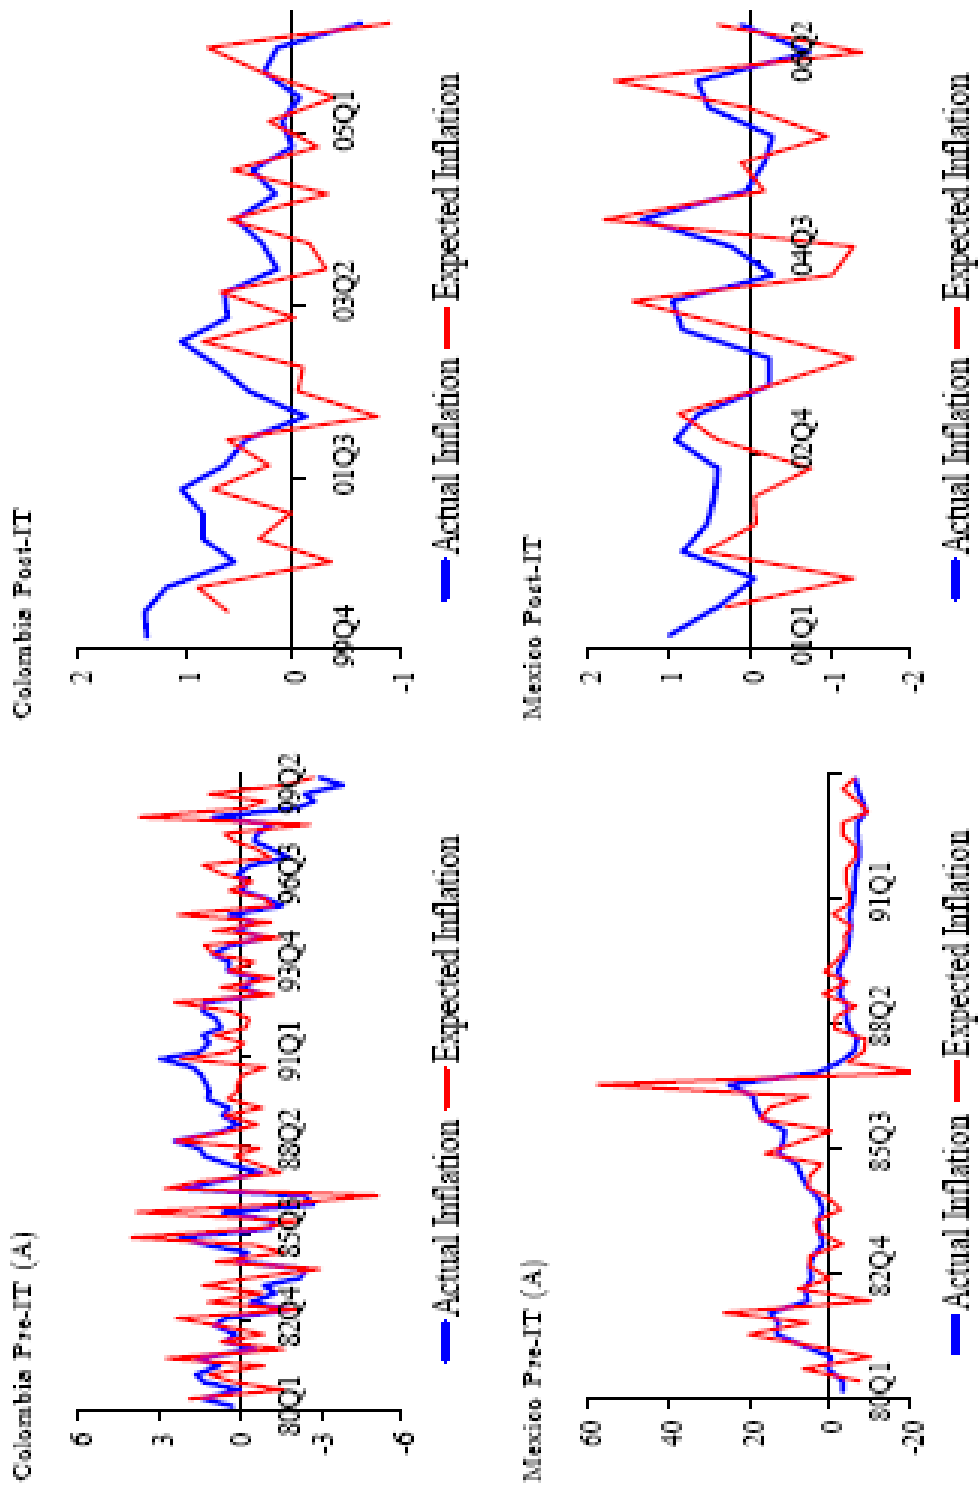 Colombia Pre-IT (A)
6
3
0
-3
-6
80Q1
82Q4
85Q3
88Q2
91Q1
93Q4
96Q3
99Q2
Actual Inflation Expected Inflation
Colombia Post-IT
2
1
0
-1
99Q4
01Q3
03Q2
05Q1
Actual Inflation Expected Inflation
Mexico Pre-IT (A)
60
40
20
0
-20
80Q1
82Q4
85Q3
88Q2
91Q1
Actual Inflation Expected Inflation
Mexico Post-IT
2
1
0
-1
-2
01Q1
02Q4
04Q3
06Q2
Actual Inflation Expected Inflation